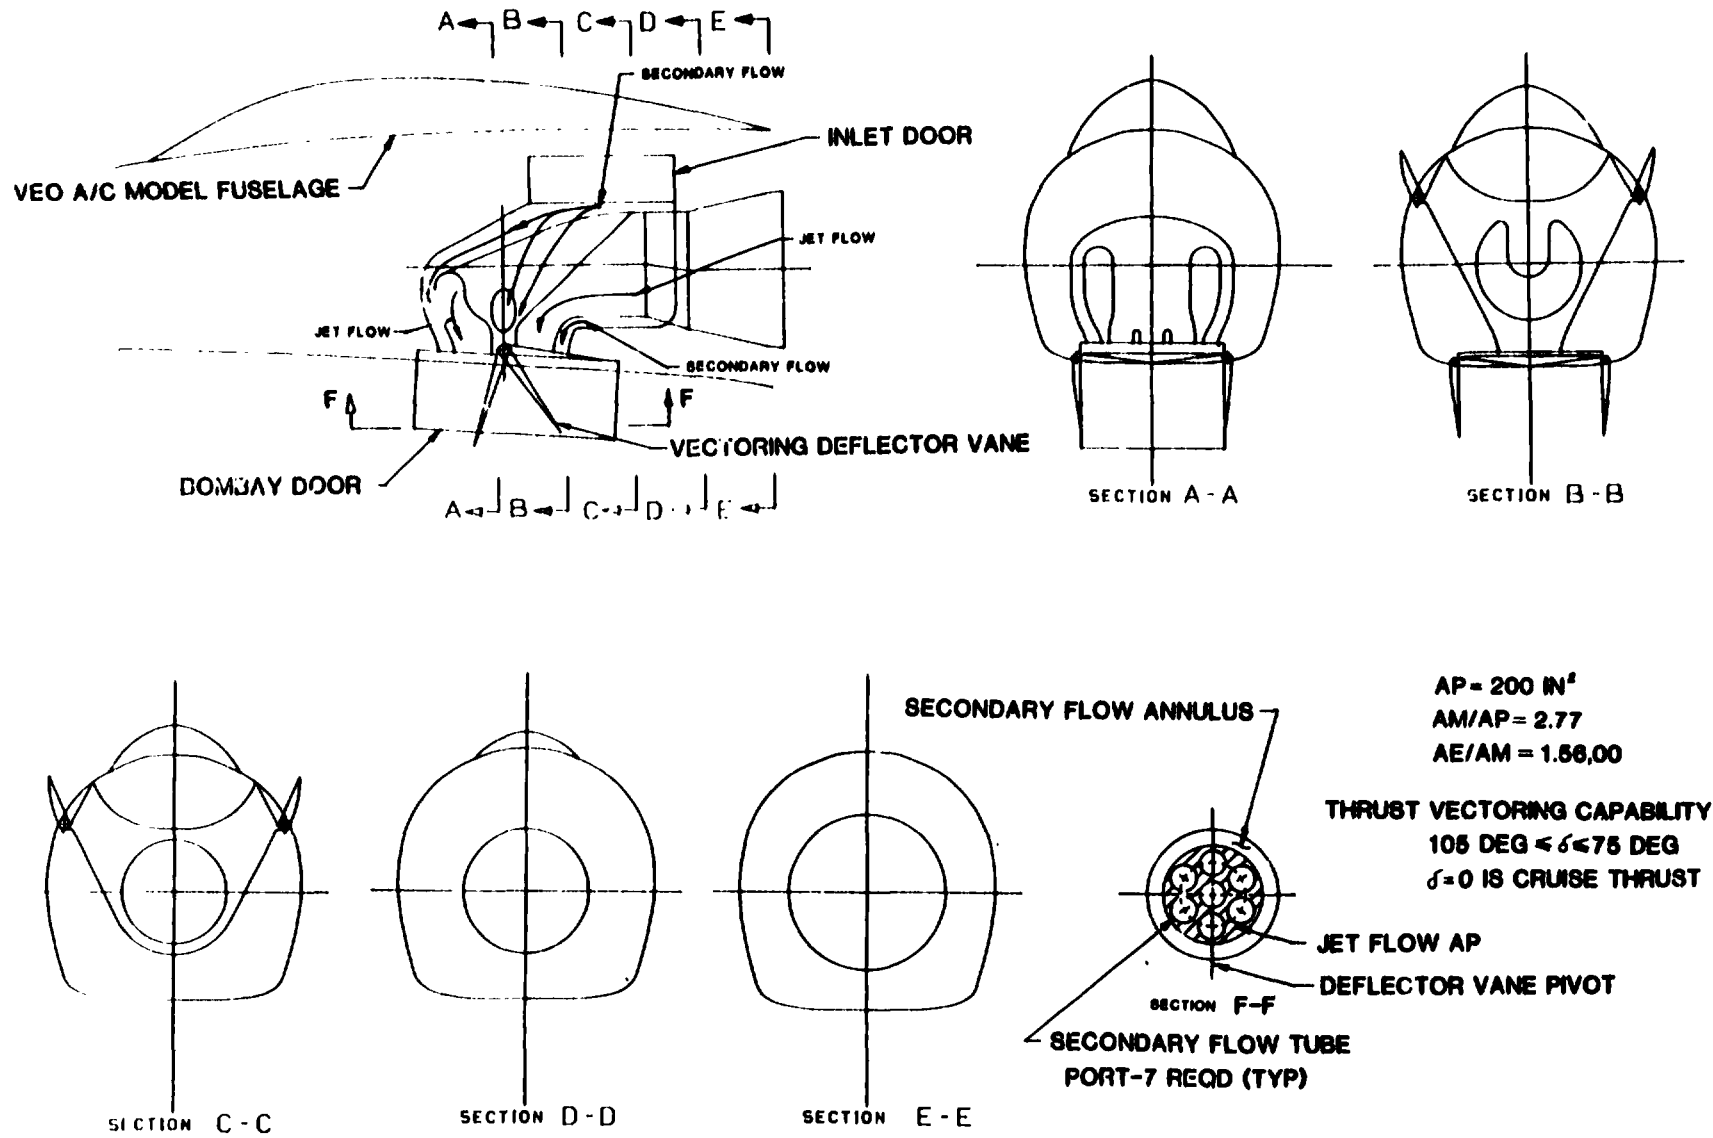 A B C D E
SECONDARY FLOW
INLET DOOR
VEO A/C MODEL FUSELAGE
JET FLOW
JET FLOW
SECONDARY FLOW
F F
VECTORING DEFLECTOR VANE
BOMBAY DOOR
A B C D E
SECTION A-A
SECTION B-B
SECTION C-C
SECTION D-D
SECTION E-E
SECONDARY FLOW ANNULUS
JET FLOW AP
DEFLECTOR VANE PIVOT
SECTION F-F
SECONDARY FLOW TUBE
PORT-7 REQD (TYP)
AP = 200 IN²
AM/AP = 2.77
AE/AM = 1.56,00
THRUST VECTORING CAPABILITY
105 DEG ≤ δ ≤ 75 DEG
δ=0 IS CRUISE THRUST